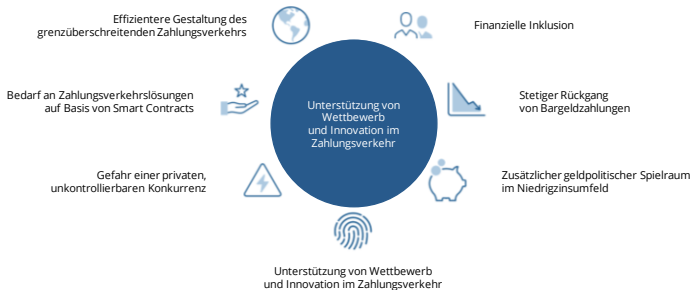 Effizientere Gestaltung des
grenzüberschreitenden Zahlungsverkehrs
Finanzielle Inklusion
Bedarf an Zahlungsverkehrslösungen
auf Basis von Smart Contracts
Stetiger Rückgang
von Bargeldzahlungen
Unterstützung von
Wettbewerb
und Innovation im
Zahlungsverkehr
Gefahr einer privaten,
unkontrollierbaren Konkurrenz
Zusätzlicher geldpolitischer Spielraum
im Niedrigzinsumfeld
Unterstützung von Wettbewerb
und Innovation im Zahlungsverkehr